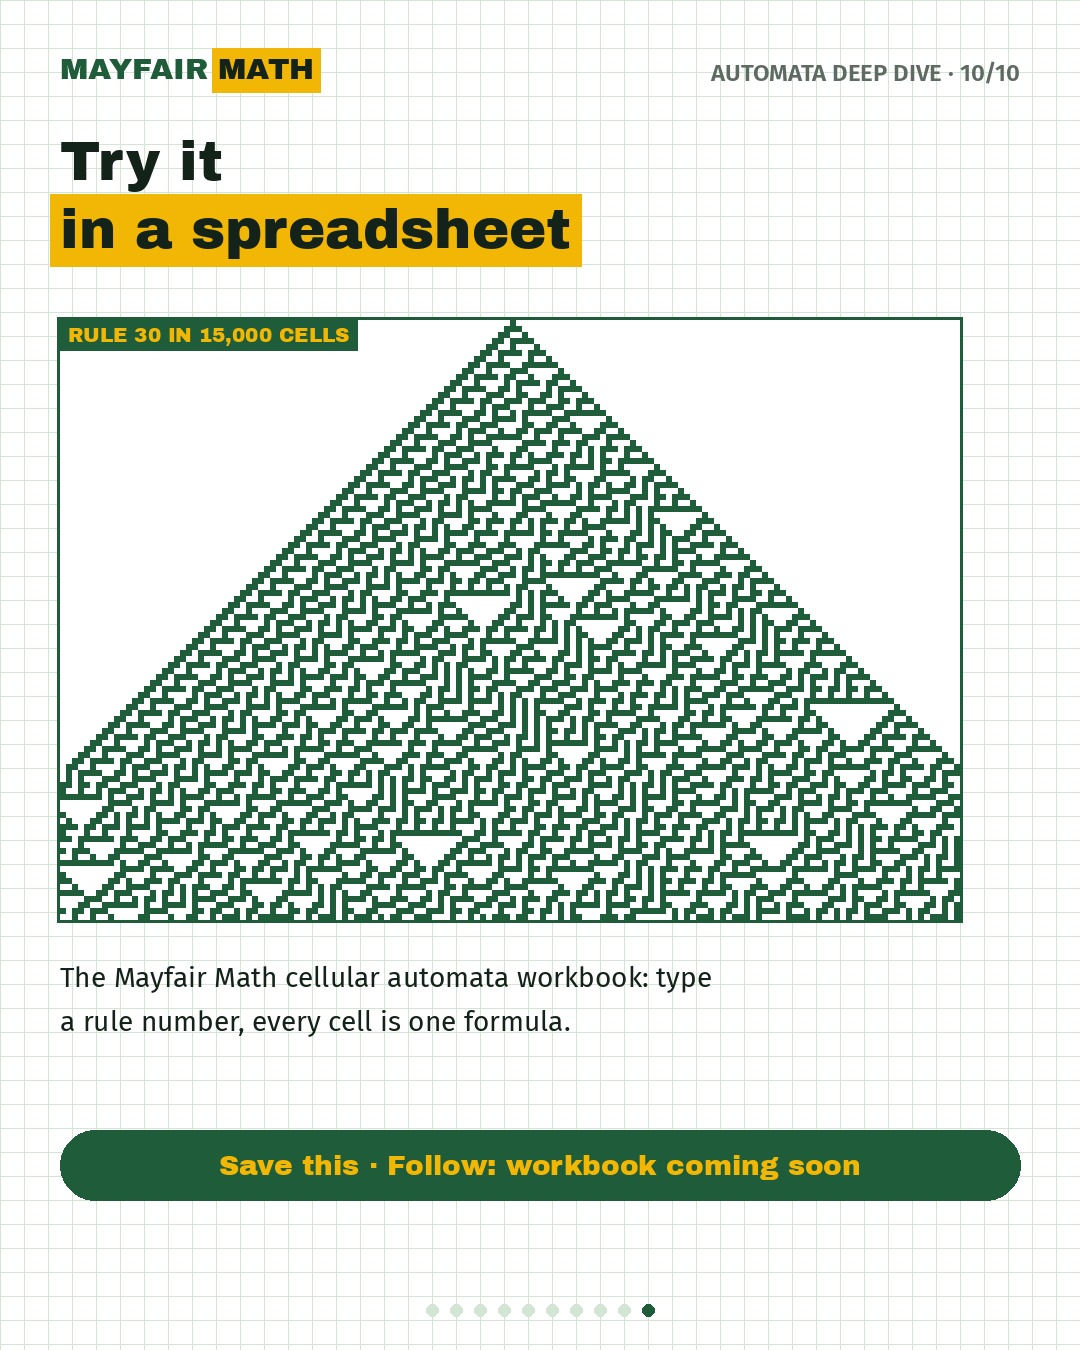 MAYFAIR MATH
AUTOMATA DEEP DIVE · 10/10
Try it
in a spreadsheet
RULE 30 IN 15,000 CELLS
The Mayfair Math cellular automata workbook: type
a rule number, every cell is one formula.
Save this · Follow: workbook coming soon